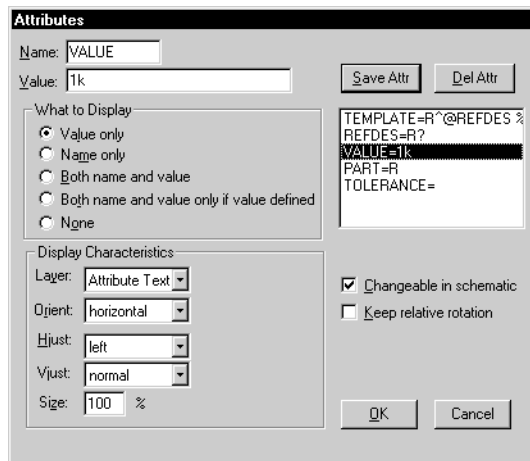 Attributes
Name: VALUE
Value: 1k
Save Attr
Del Attr
What to Display
Value only
Name only
Both name and value
Both name and value only if value defined
None
TEMPLATE=R^@REFDES %
REFDES=R?
VALUE=1k
PART=R
TOLERANCE=
Display Characteristics
Layer: Attribute Text
Orient: horizontal
Hjust: left
Vjust: normal
Size: 100 %
Changeable in schematic
Keep relative rotation
OK
Cancel